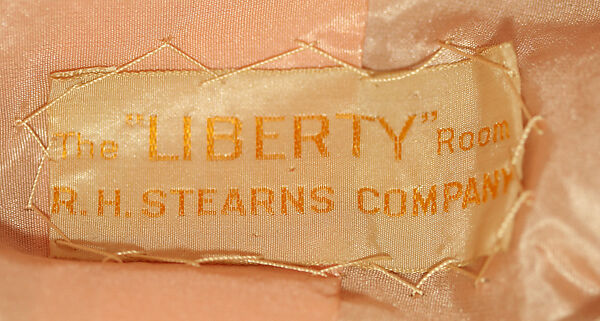 The "LIBERTY" Room
R.H. STEARNS COMPANY